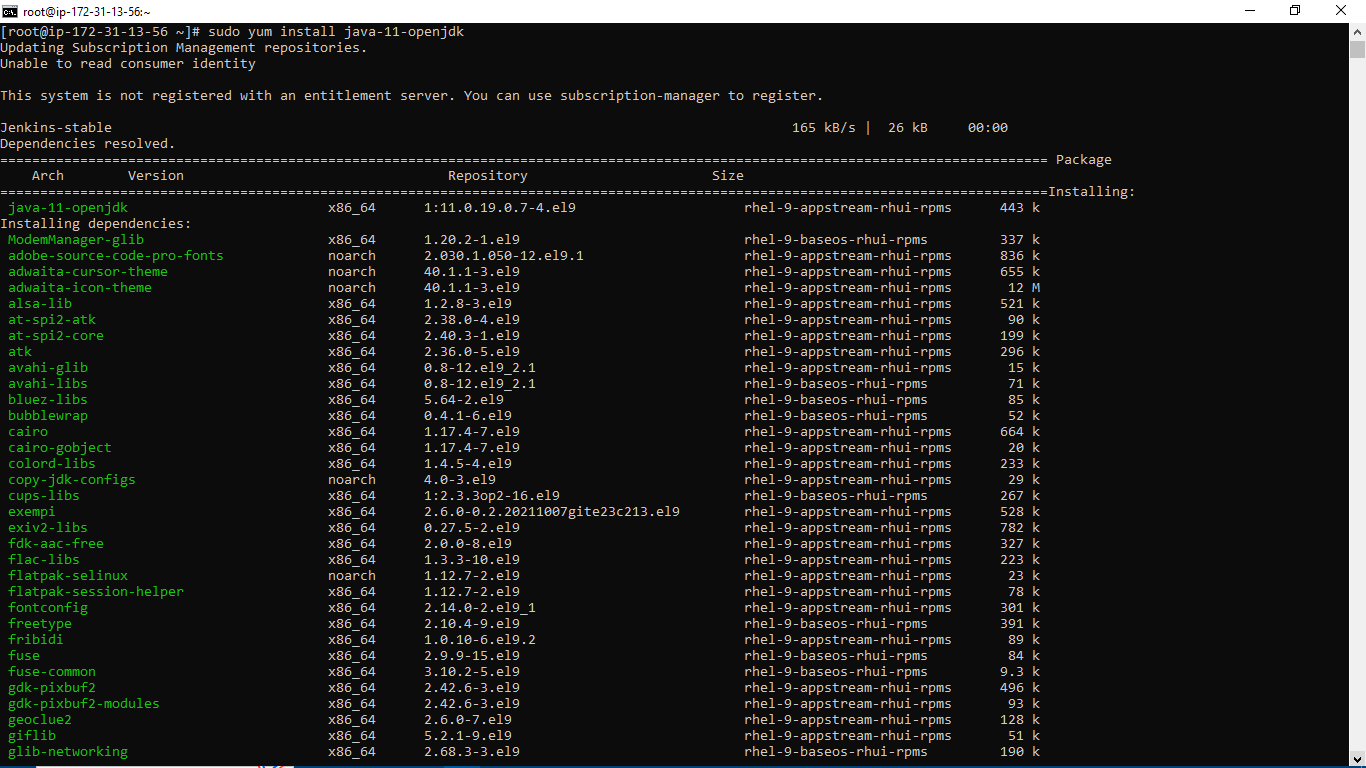 root@ip-172-31-13-56:~
[root@ip-172-31-13-56 ~]# sudo yum install java-11-openjdk
Updating Subscription Management repositories.
Unable to read consumer identity
This system is not registered with an entitlement server. You can use subscription-manager to register.
Jenkins-stable 165 kB/s | 26 kB 00:00
Dependencies resolved.
=================================================================================================================================== Package
Arch Version Repository Size
===================================================================================================================================Installing:
java-11-openjdk x86_64 1:11.0.19.0.7-4.el9 rhel-9-appstream-rhui-rpms 443 k
Installing dependencies:
ModemManager-glib x86_64 1.20.2-1.el9 rhel-9-baseos-rhui-rpms 337 k
adobe-source-code-pro-fonts noarch 2.030.1.050-12.el9.1 rhel-9-appstream-rhui-rpms 836 k
adwaita-cursor-theme noarch 40.1.1-3.el9 rhel-9-appstream-rhui-rpms 655 k
adwaita-icon-theme noarch 40.1.1-3.el9 rhel-9-appstream-rhui-rpms 12 M
alsa-lib x86_64 1.2.8-3.el9 rhel-9-appstream-rhui-rpms 521 k
at-spi2-atk x86_64 2.38.0-4.el9 rhel-9-appstream-rhui-rpms 90 k
at-spi2-core x86_64 2.40.3-1.el9 rhel-9-appstream-rhui-rpms 199 k
atk x86_64 2.36.0-5.el9 rhel-9-appstream-rhui-rpms 296 k
avahi-glib x86_64 0.8-12.el9_2.1 rhel-9-appstream-rhui-rpms 15 k
avahi-libs x86_64 0.8-12.el9_2.1 rhel-9-baseos-rhui-rpms 71 k
bluez-libs x86_64 5.64-2.el9 rhel-9-baseos-rhui-rpms 85 k
bubblewrap x86_64 0.4.1-6.el9 rhel-9-baseos-rhui-rpms 52 k
cairo x86_64 1.17.4-7.el9 rhel-9-appstream-rhui-rpms 664 k
cairo-gobject x86_64 1.17.4-7.el9 rhel-9-appstream-rhui-rpms 20 k
colord-libs x86_64 1.4.5-4.el9 rhel-9-appstream-rhui-rpms 233 k
copy-jdk-configs noarch 4.0-3.el9 rhel-9-appstream-rhui-rpms 29 k
cups-libs x86_64 1:2.3.3op2-16.el9 rhel-9-baseos-rhui-rpms 267 k
exempi x86_64 2.6.0-0.2.20211007gite23c213.el9 rhel-9-appstream-rhui-rpms 528 k
exiv2-libs x86_64 0.27.5-2.el9 rhel-9-appstream-rhui-rpms 782 k
fdk-aac-free x86_64 2.0.0-8.el9 rhel-9-appstream-rhui-rpms 327 k
flac-libs x86_64 1.3.3-10.el9 rhel-9-appstream-rhui-rpms 223 k
flatpak-selinux noarch 1.12.7-2.el9 rhel-9-appstream-rhui-rpms 23 k
flatpak-session-helper x86_64 1.12.7-2.el9 rhel-9-appstream-rhui-rpms 78 k
fontconfig x86_64 2.14.0-2.el9_1 rhel-9-appstream-rhui-rpms 301 k
freetype x86_64 2.10.4-9.el9 rhel-9-baseos-rhui-rpms 391 k
fribidi x86_64 1.0.10-6.el9.2 rhel-9-appstream-rhui-rpms 89 k
fuse x86_64 2.9.9-15.el9 rhel-9-baseos-rhui-rpms 84 k
fuse-common x86_64 3.10.2-5.el9 rhel-9-baseos-rhui-rpms 9.3 k
gdk-pixbuf2 x86_64 2.42.6-3.el9 rhel-9-appstream-rhui-rpms 496 k
gdk-pixbuf2-modules x86_64 2.42.6-3.el9 rhel-9-appstream-rhui-rpms 93 k
geoclue2 x86_64 2.6.0-7.el9 rhel-9-appstream-rhui-rpms 128 k
giflib x86_64 5.2.1-9.el9 rhel-9-appstream-rhui-rpms 51 k
glib-networking x86_64 2.68.3-3.el9 rhel-9-baseos-rhui-rpms 190 k